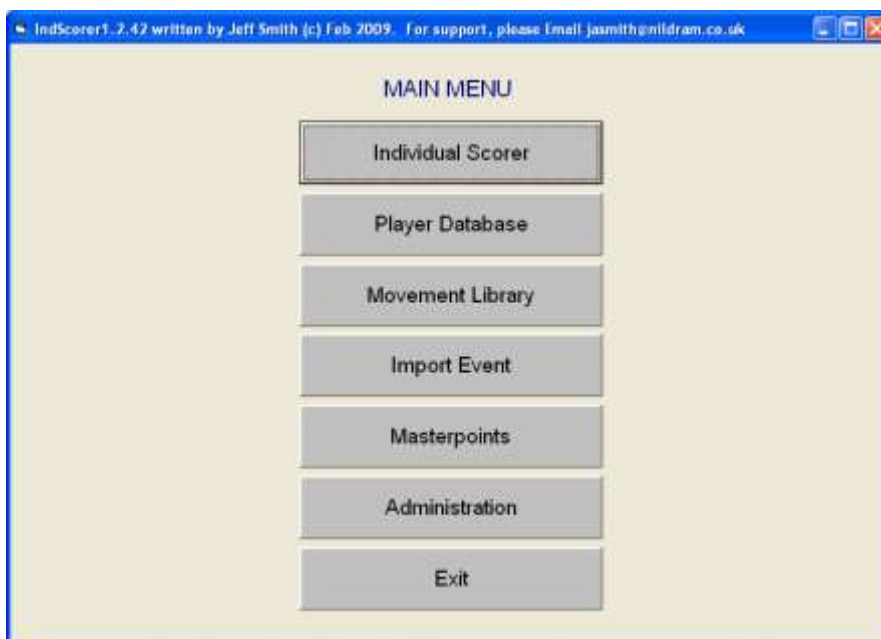 IndScorer1.2.42 written by Jeff Smith (c) Feb 2009. For support, please Email jasmith@nildram.co.uk
MAIN MENU
Individual Scorer
Player Database
Movement Library
Import Event
Masterpoints
Administration
Exit